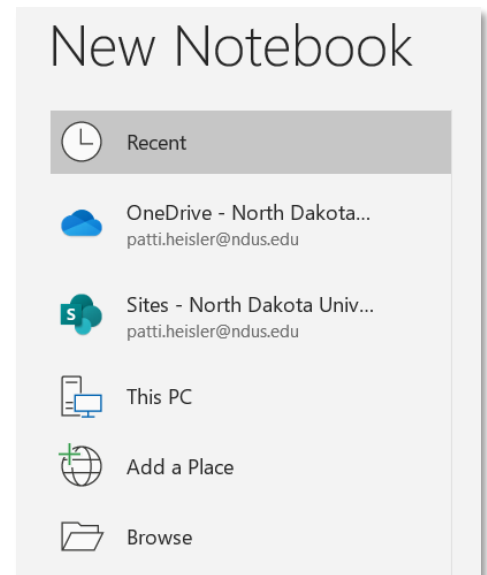 New Notebook
Recent
OneDrive - North Dakota...
patti.heisler@ndus.edu
S
Sites - North Dakota Univ...
patti.heisler@ndus.edu
This PC
Add a Place
Browse